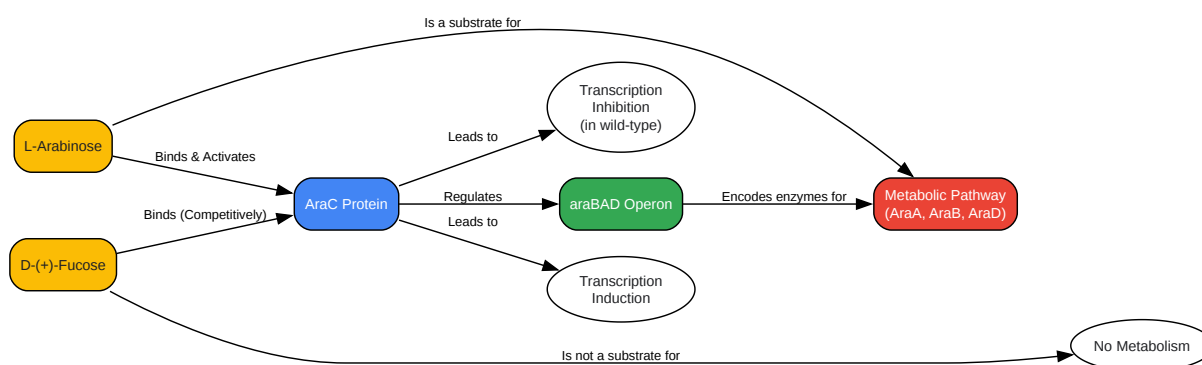 Is a substrate for
Transcription
Inhibition
(in wild-type)
L-Arabinose
Leads to
Binds & Activates
AraC Protein
Regulates
araBAD Operon
Encodes enzymes for
Metabolic Pathway
(AraA, AraB, AraD)
Binds (Competitively)
Leads to
D-(+)-Fucose
Transcription
Induction
Is not a substrate for
No Metabolism